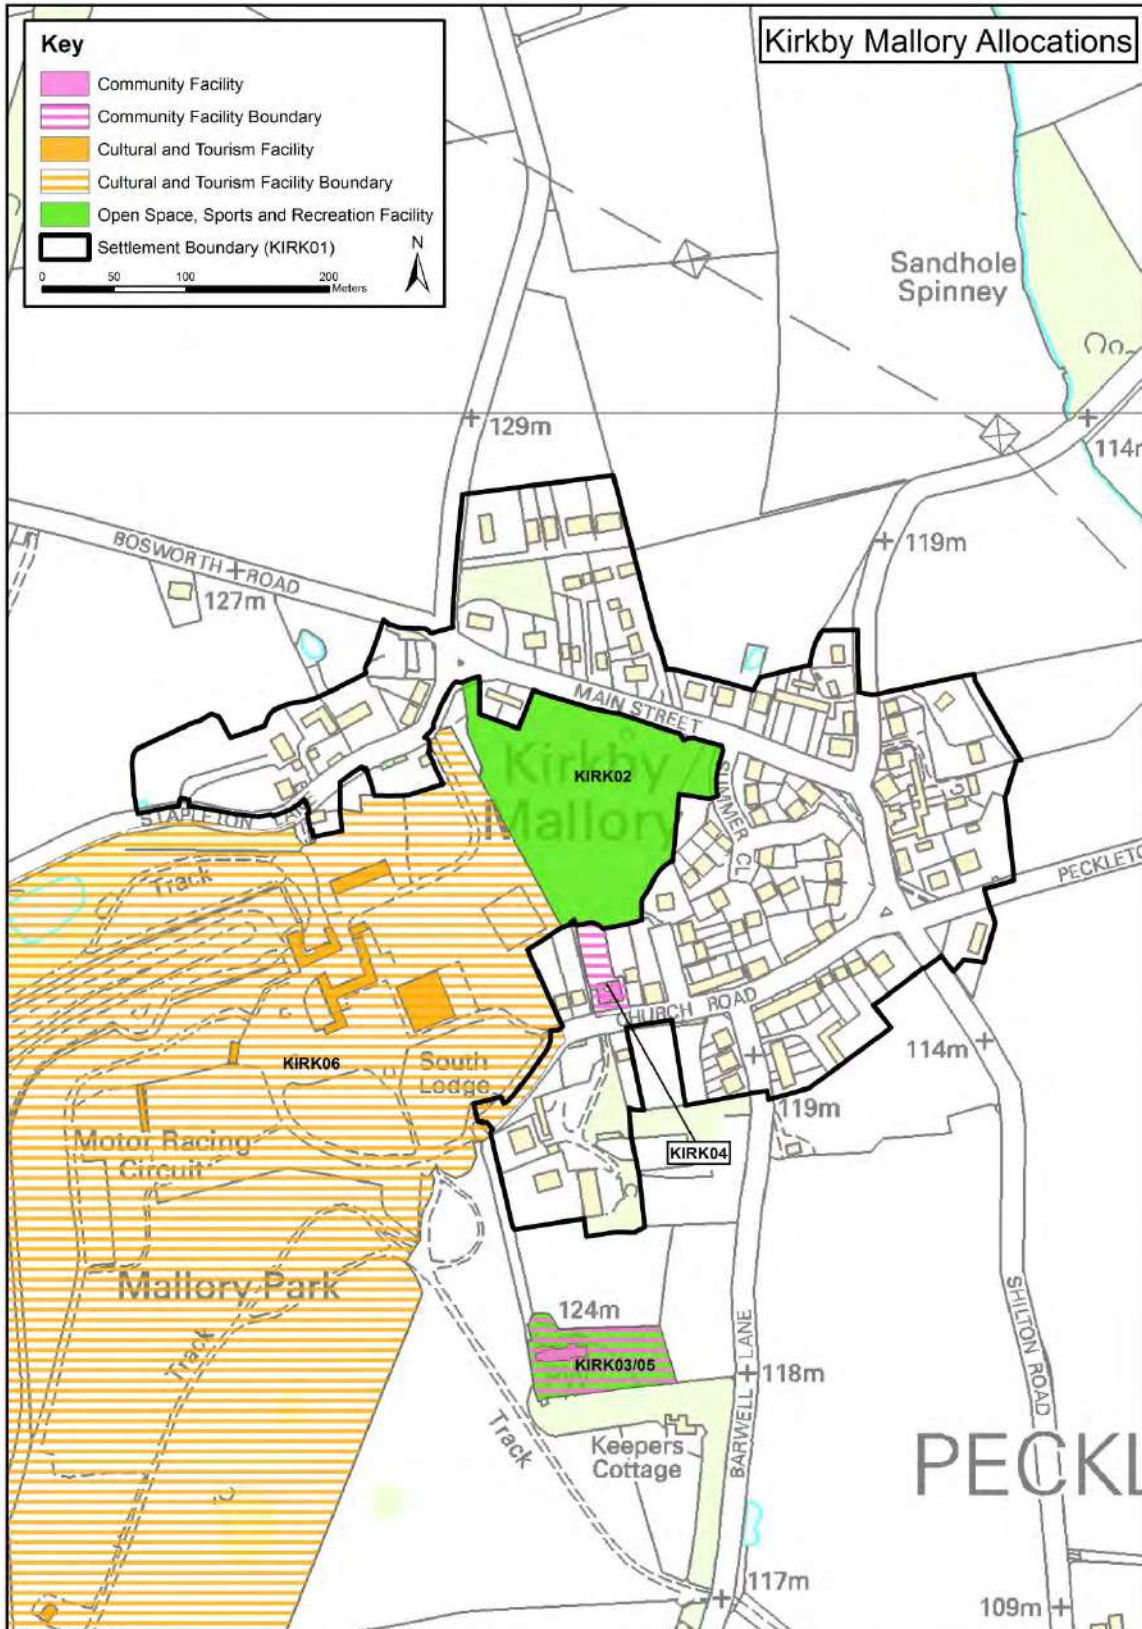 Kirkby Mallory Allocations
Key
Community Facility
Community Facility Boundary
Cultural and Tourism Facility
Cultural and Tourism Facility Boundary
Open Space, Sports and Recreation Facility
Settlement Boundary (KIRK01)
N
0 50 100 200
Meters
Sandhole
Spinney
129m
114m
119m
BOSWORTH ROAD
127m
MAIN STREET
Kirkby
Mallory
KIRK02
SUMMER CL
STAPLETON LANE
Track
PECKLETO
CHURCH ROAD
KIRK06
South
Lodge
114m
119m
Motor Racing
Circuit
KIRK04
Mallory Park
Track
124m
KIRK03/05
BARWELL LANE
118m
SHILTON ROAD
Track
Keepers
Cottage
PECKL
117m
109m